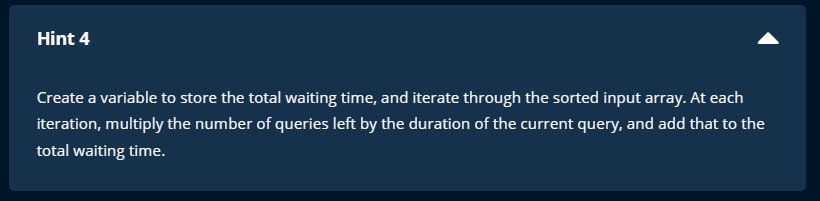 Hint 4
Create a variable to store the total waiting time, and iterate through the sorted input array. At each
iteration, multiply the number of queries left by the duration of the current query, and add that to the
total waiting time.